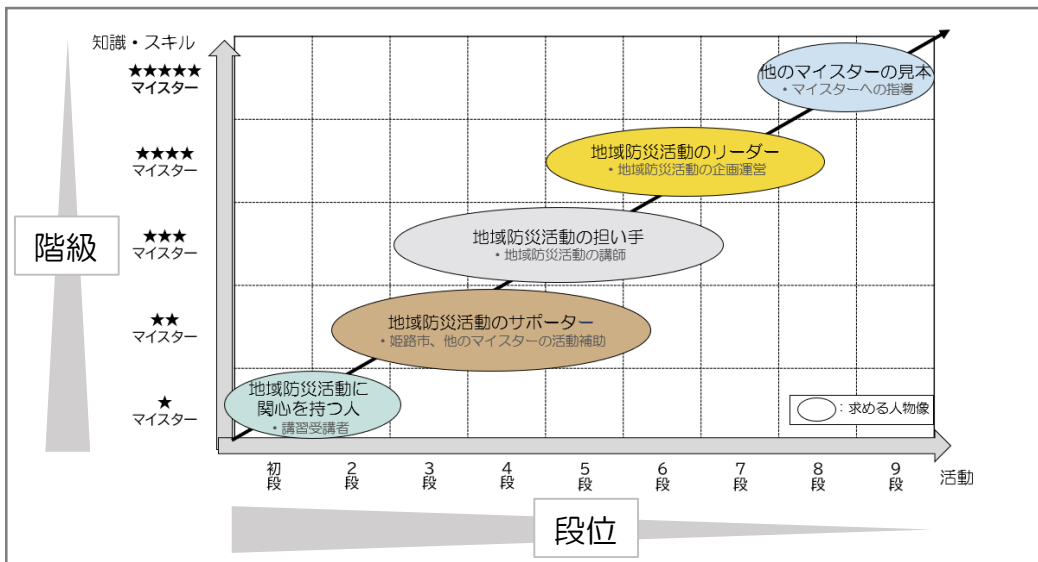 知識・スキル
★★★★★
マイスター
★★★★
マイスター
★★★
マイスター
★★
マイスター
★
マイスター
階級
他のマイスターの見本
・マイスターへの指導
地域防災活動のリーダー
・地域防災活動の企画運営
地域防災活動の担い手
・地域防災活動の講師
地域防災活動のサポーター
・姫路市、他のマイスターの活動補助
地域防災活動に
関心を持つ人
・講習受講者
：求める人物像
初段
2段
3段
4段
5段
6段
7段
8段
9段
活動
段位